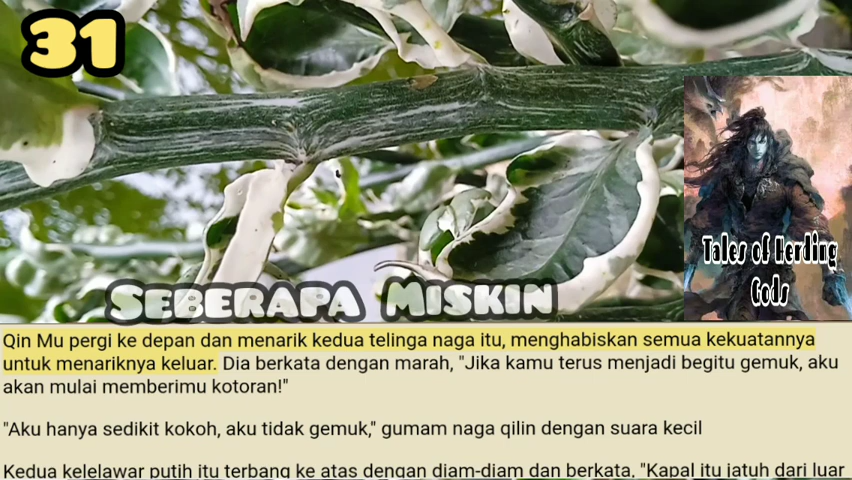 31
Tales of Herding
Gods
SEBERAPA MISKIN
Qin Mu pergi ke depan dan menarik kedua telinga naga itu, menghabiskan semua kekuatannya
untuk menariknya keluar. Dia berkata dengan marah, "Jika kamu terus menjadi begitu gemuk, aku
akan mulai memberimu kotoran!"
"Aku hanya sedikit kokoh, aku tidak gemuk," gumam naga qilin dengan suara kecil
Kedua kelelawar putih itu terbang ke atas dengan diam-diam dan berkata, "Kapal itu jatuh dari luar